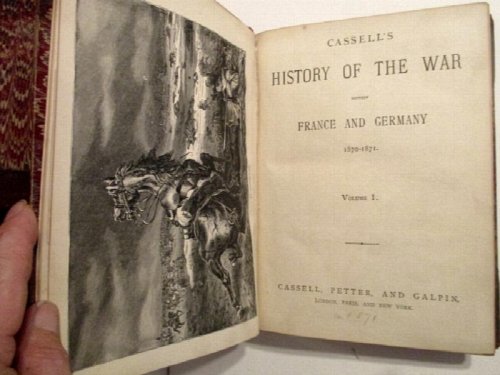 CASSELL'S
HISTORY OF THE WAR
BETWEEN
FRANCE AND GERMANY
1870-1871.
VOLUME I.
CASSELL, PETTER, AND GALPIN,
LONDON, PARIS, AND NEW YORK.